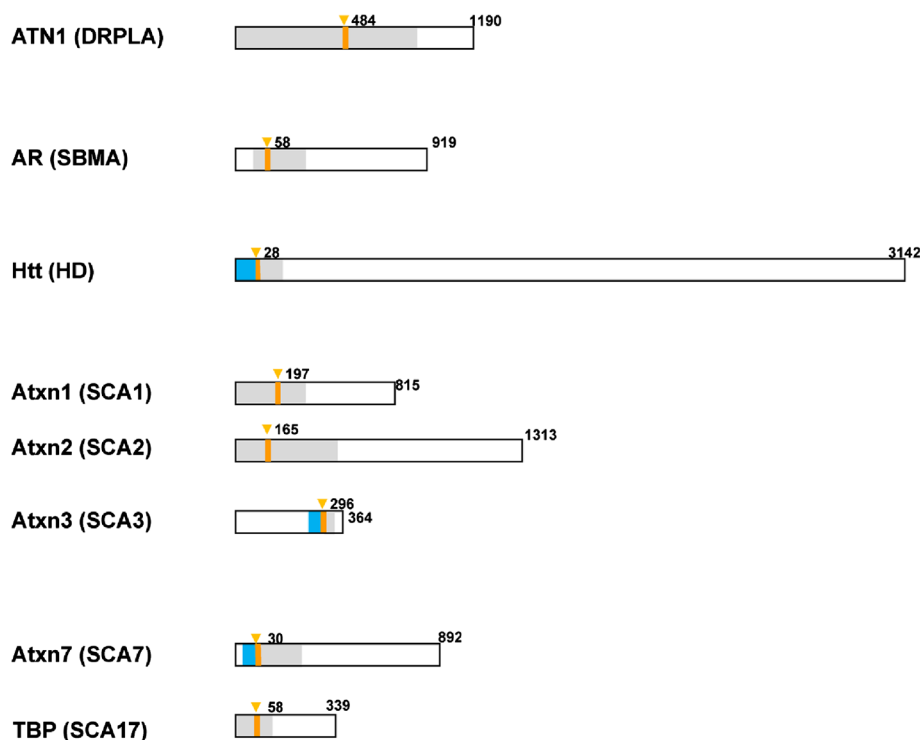 ATN1 (DRPLA) 484 1190
AR (SBMA) 58 919
Htt (HD) 28 3142
Atxn1 (SCA1) 197 815
Atxn2 (SCA2) 165 1313
Atxn3 (SCA3) 296 364
Atxn7 (SCA7) 30 892
TBP (SCA17) 58 339